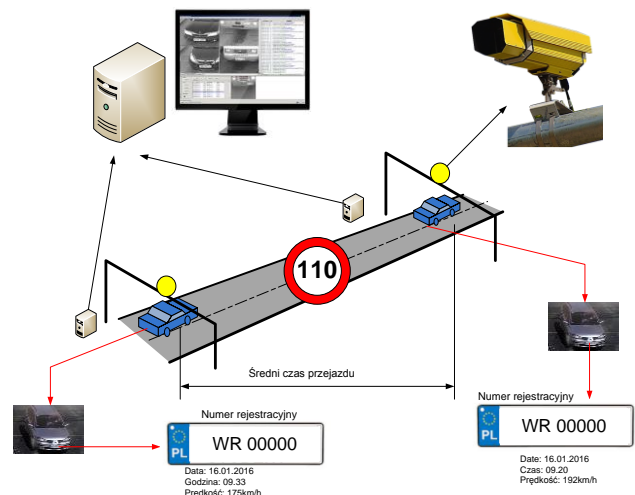 110
Średni czas przejazdu
Numer rejestracyjny
PL
WR 00000
Data: 16.01.2016
Godzina: 09.33
Prędkość: 175km/h
Numer rejestracyjny
PL
WR 00000
Date: 16.01.2016
Czas: 09.20
Prędkość: 192km/h